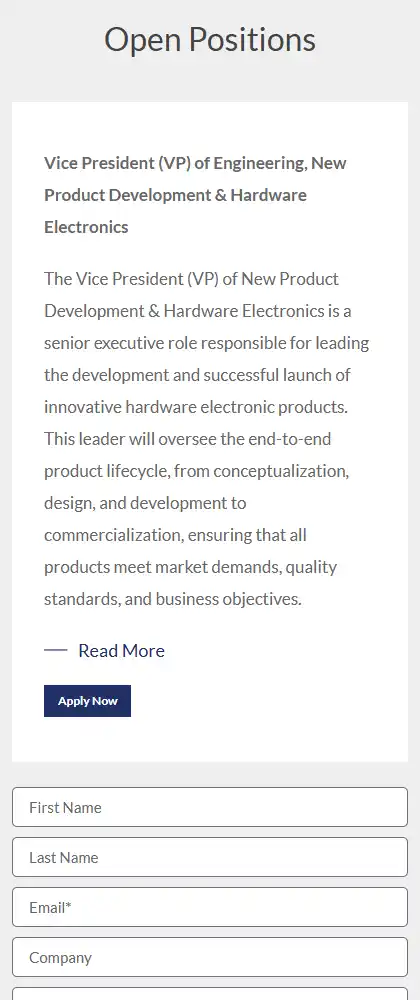 Open Positions
Vice President (VP) of Engineering, New
Product Development & Hardware
Electronics
The Vice President (VP) of New Product
Development & Hardware Electronics is a
senior executive role responsible for leading
the development and successful launch of
innovative hardware electronic products.
This leader will oversee the end-to-end
product lifecycle, from conceptualization,
design, and development to
commercialization, ensuring that all
products meet market demands, quality
standards, and business objectives.
Read More
Apply Now
First Name
Last Name
Email*
Company